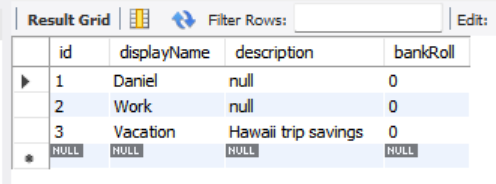 Result Grid Filter Rows: Edit:
id displayName description bankRoll
1 Daniel null 0
2 Work null 0
3 Vacation Hawaii trip savings 0
NULL NULL NULL NULL